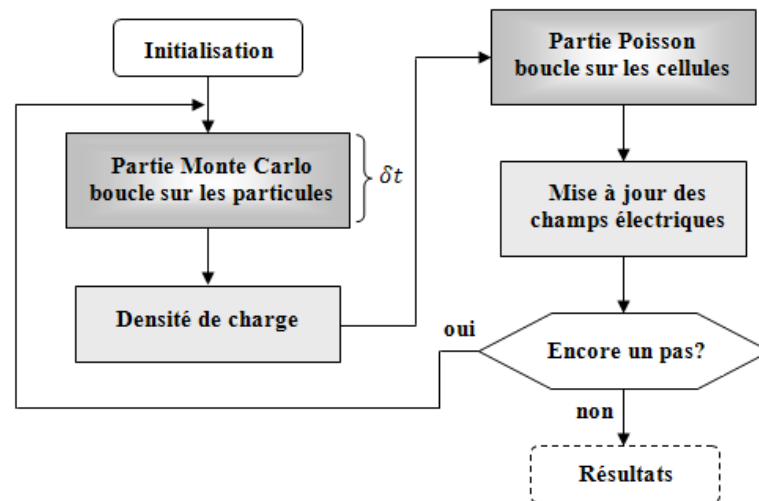 Initialisation
Partie Monte Carlo
boucle sur les particules
δt
Densité de charge
Partie Poisson
boucle sur les cellules
Mise à jour des
champs électriques
Encore un pas?
oui
non
Résultats